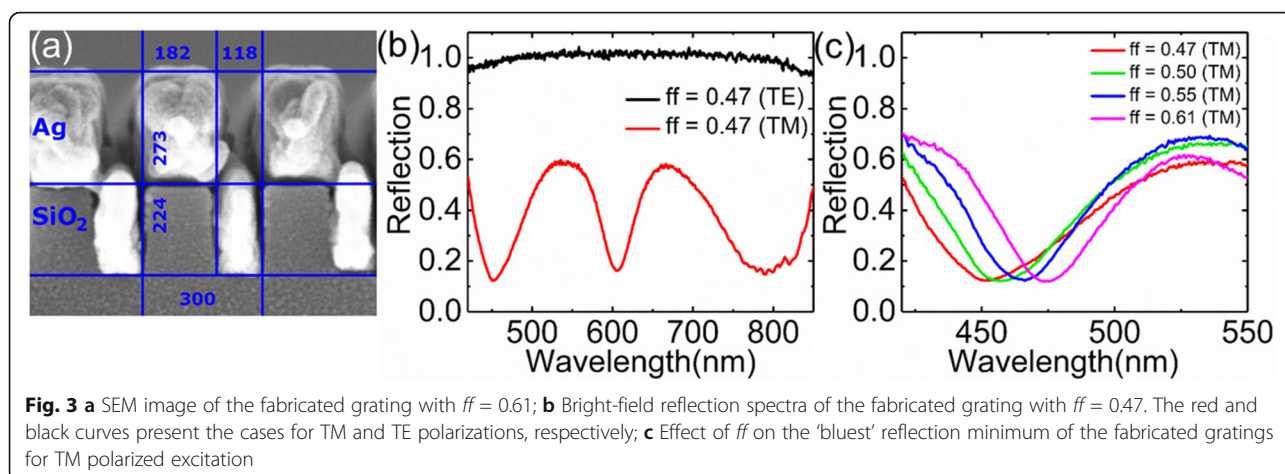 (a)
182
118
Ag
273
SiO₂
224
300
(b)
1.0
0.8
0.6
0.4
0.2
0.0
Reflection
ff = 0.47 (TE)
ff = 0.47 (TM)
500
600
700
800
Wavelength(nm)
(c)
1.0
0.8
0.6
0.4
0.2
0.0
Reflection
ff = 0.47 (TM)
ff = 0.50 (TM)
ff = 0.55 (TM)
ff = 0.61 (TM)
450
500
550
Wavelength(nm)
Fig. 3 a SEM image of the fabricated grating with ff = 0.61; b Bright-field reflection spectra of the fabricated grating with ff = 0.47. The red and
black curves present the cases for TM and TE polarizations, respectively; c Effect of ff on the ‘bluest’ reflection minimum of the fabricated gratings
for TM polarized excitation